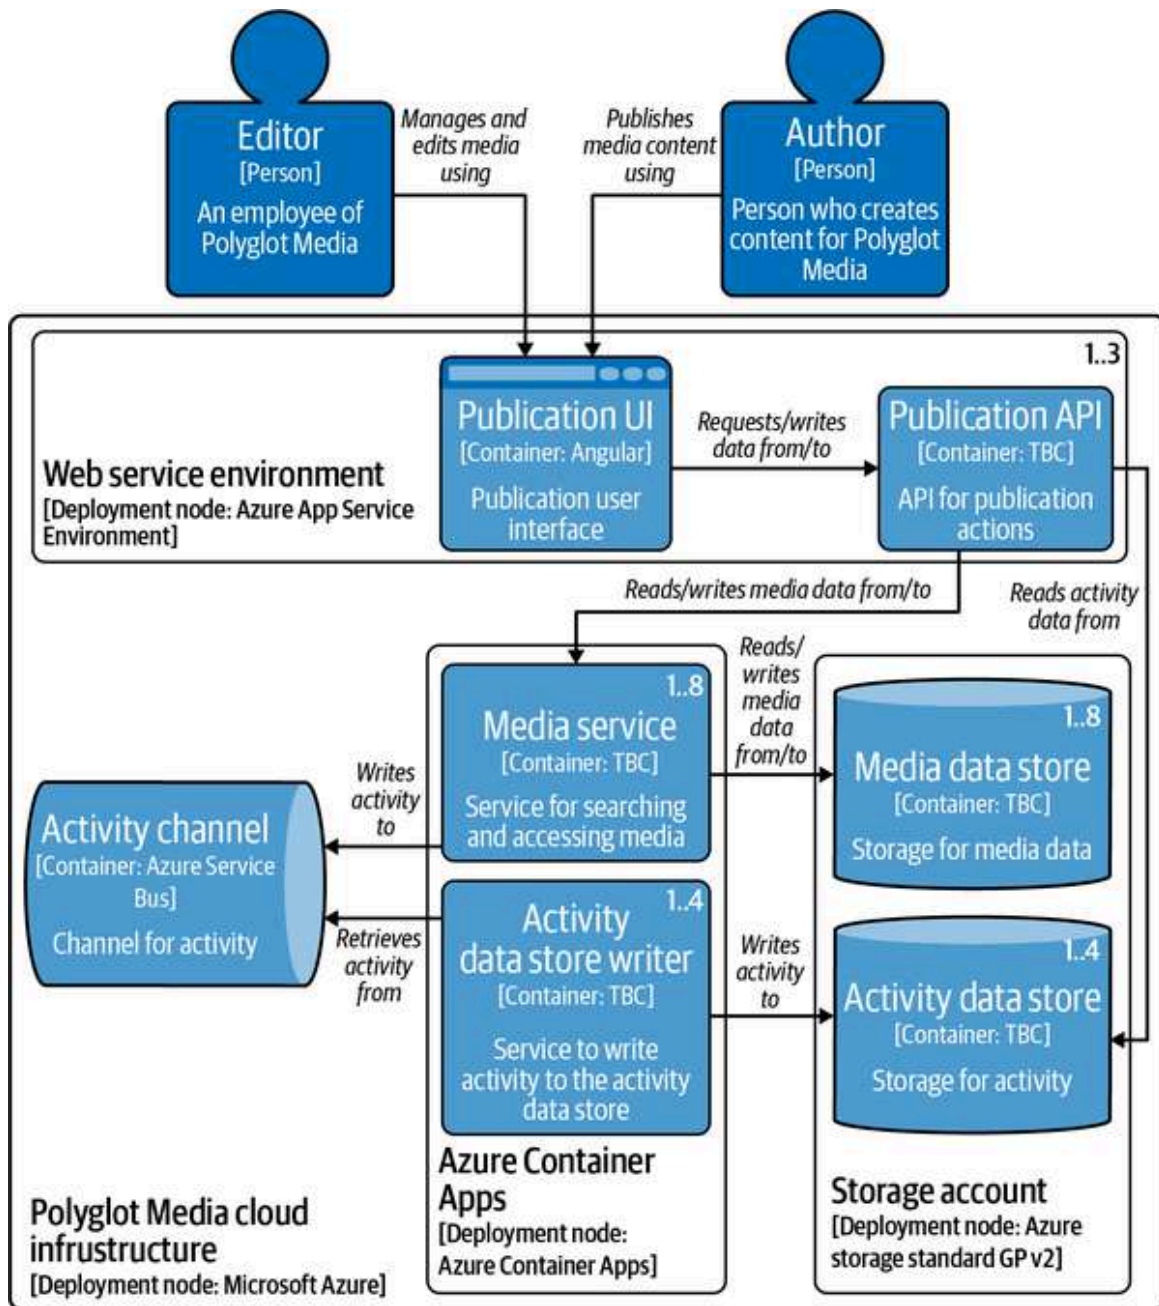 Editor
[Person]
An employee of
Polyglot Media
Manages and
edits media
using
Publishes
media content
using
Author
[Person]
Person who creates
content for Polyglot
Media
1..3
Web service environment
[Deployment node: Azure App Service
Environment]
Publication UI
[Container: Angular]
Publication user
interface
Requests/writes
data from/to
Publication API
[Container: TBC]
API for publication
actions
Reads/writes media data from/to
Reads activity
data from
1..8
Media service
[Container: TBC]
Service for searching
and accessing media
Reads/
writes
media
data
from/to
1..8
Media data store
[Container: TBC]
Storage for media data
Writes
activity
to
Activity channel
[Container: Azure Service
Bus]
Channel for activity
Retrieves
activity
from
1..4
Activity
data store writer
[Container: TBC]
Service to write
activity to the activity
data store
Writes
activity
to
1..4
Activity data store
[Container: TBC]
Storage for activity
Azure Container
Apps
[Deployment node:
Azure Container Apps]
Storage account
[Deployment node: Azure
storage standard GP v2]
Polyglot Media cloud
infrustructure
[Deployment node: Microsoft Azure]